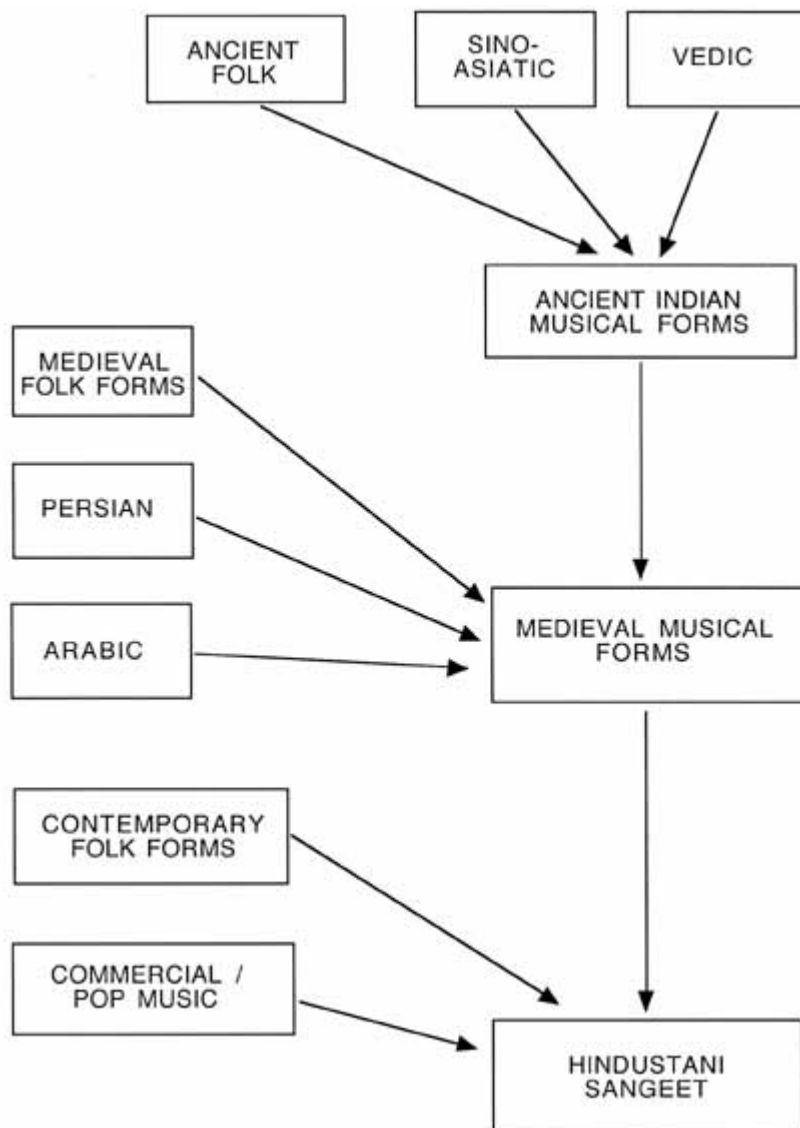 ANCIENT
FOLK
SINO-
ASIATIC
VEDIC
ANCIENT INDIAN
MUSICAL FORMS
MEDIEVAL
FOLK FORMS
PERSIAN
ARABIC
MEDIEVAL MUSICAL
FORMS
CONTEMPORARY
FOLK FORMS
COMMERCIAL /
POP MUSIC
HINDUSTANI
SANGEET